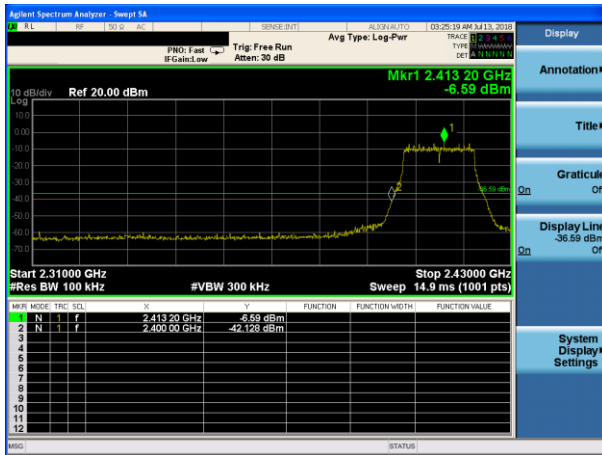 Agilent Spectrum Analyzer - Swept SA
RL RF 50 Ω AC SENSE:INT ALIGN AUTO 03:25:19 AM Jul 13, 2018
Display
PNO: Fast
IFGain:Low
Trig: Free Run
Atten: 30 dB
Avg Type: Log-Pwr
TRACE 1 2 3 4 5 6
TYPE M WWWWW
DET A N N N N N
Mkr1 2.413 20 GHz
-6.59 dBm
10 dB/div Ref 20.00 dBm
Log
10.0
0.00
-10.0
-20.0
-30.0
-40.0
-50.0
-60.0
-70.0
1
2
-36.59 dBm
Start 2.31000 GHz Stop 2.43000 GHz
#Res BW 100 kHz #VBW 300 kHz Sweep 14.9 ms (1001 pts)
MKR MODE TRC SCL X Y FUNCTION FUNCTION WIDTH FUNCTION VALUE
1 N 1 f 2.413 20 GHz -6.59 dBm
2 N 1 f 2.400 00 GHz -42.128 dBm
3
4
5
6
7
8
9
10
11
12
MSG STATUS
Annotation
Title
Graticule
On Of
Display Line
-36.59 dBm
On Of
System
Display
Settings